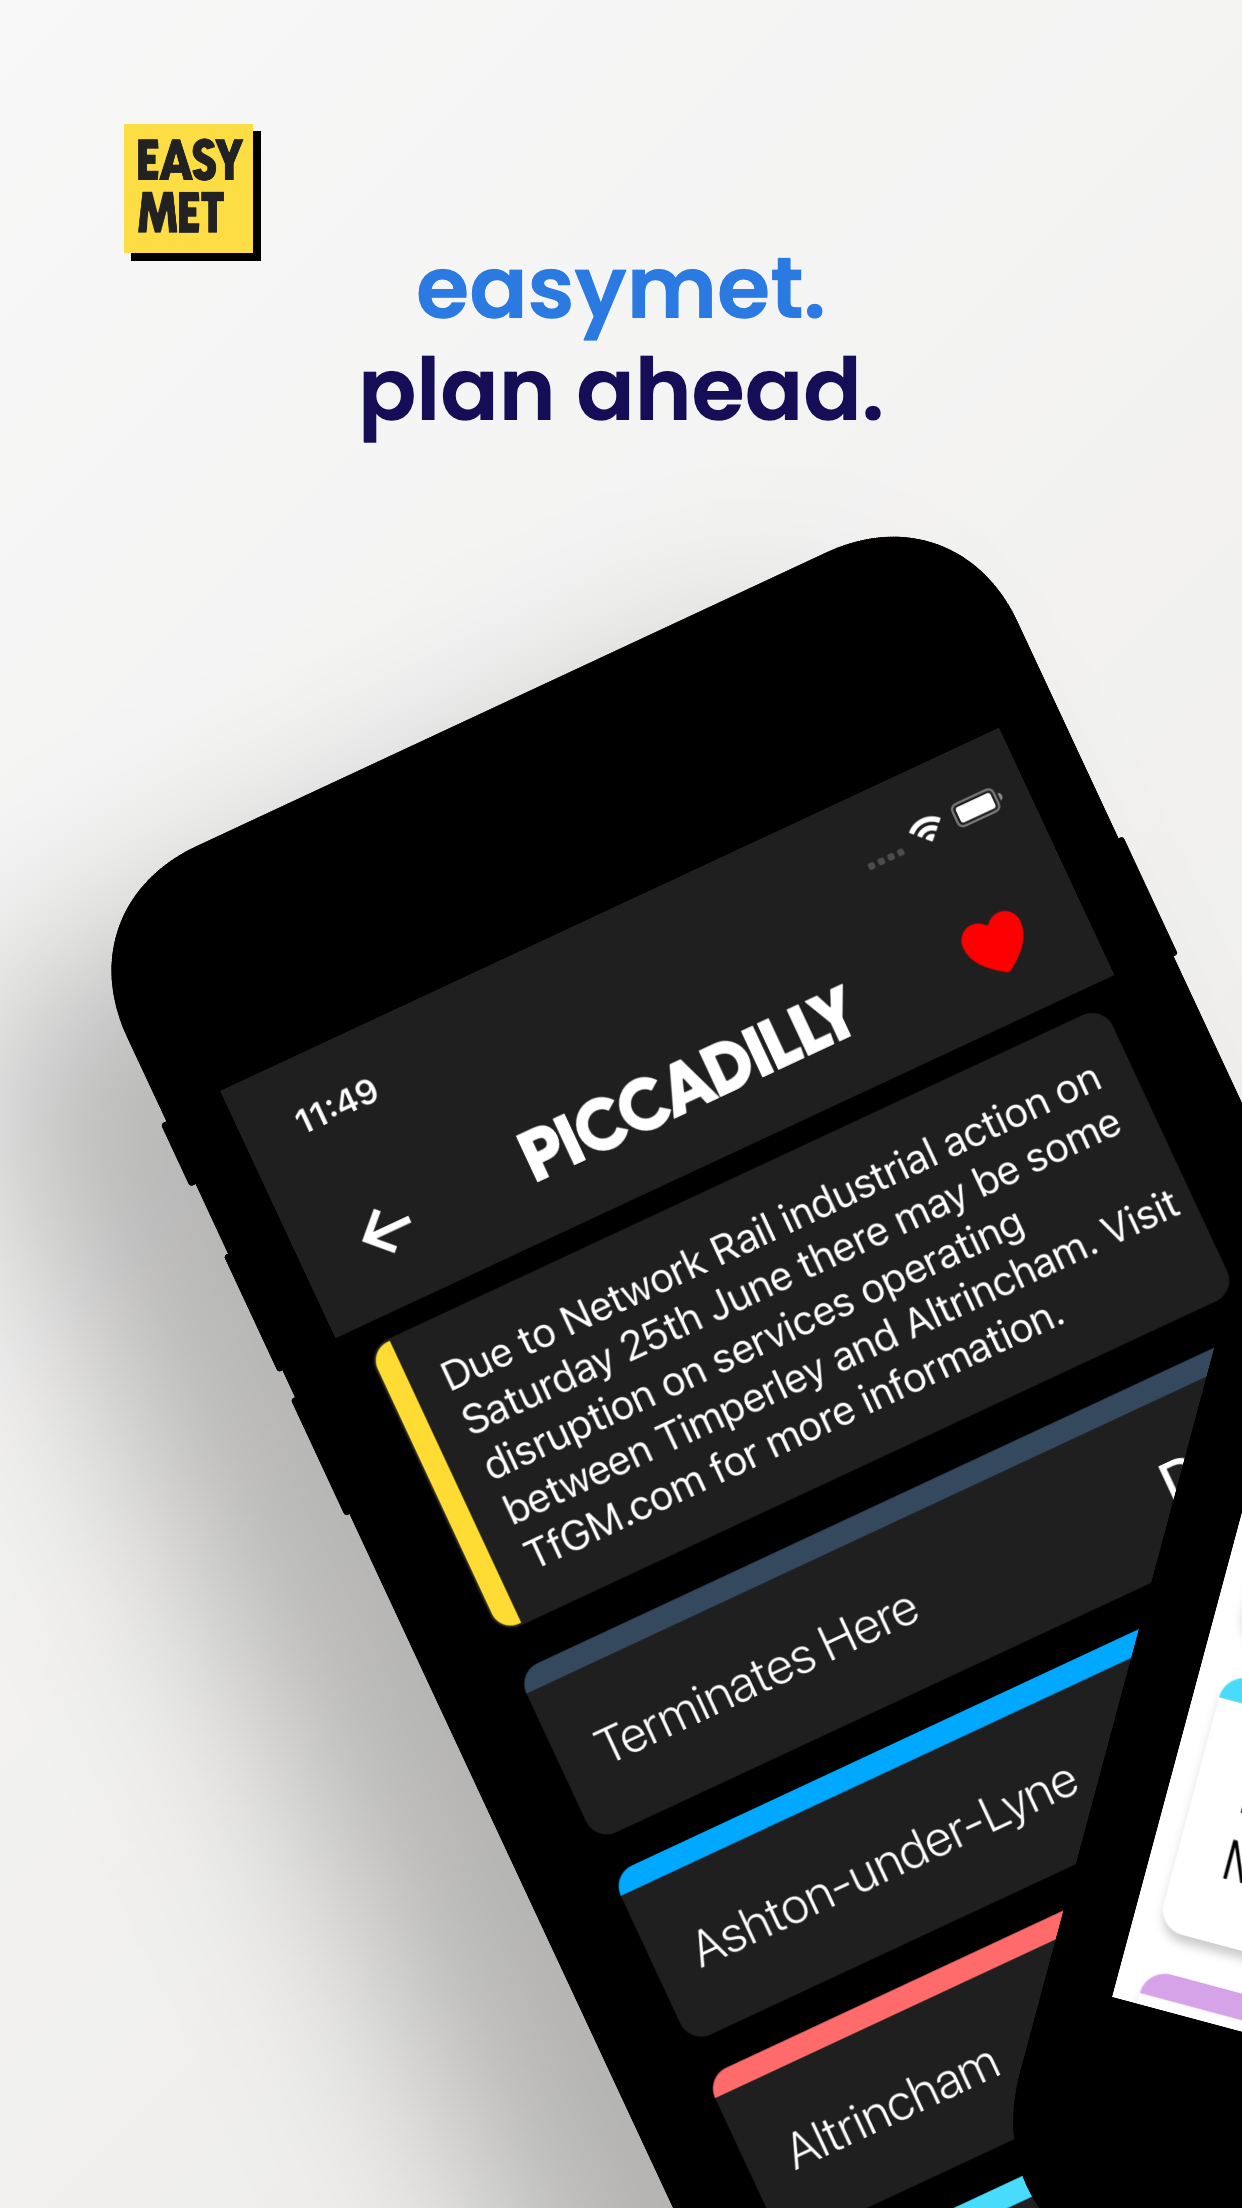 EASY
MET
easymet.
plan ahead.
11:49
PICCADILLY
Due to Network Rail industrial action on
Saturday 25th June there may be some
disruption on services operating
between Timperley and Altrincham. Visit
TfGM.com for more information.
Terminates Here
Ashton-under-Lyne
Altrincham